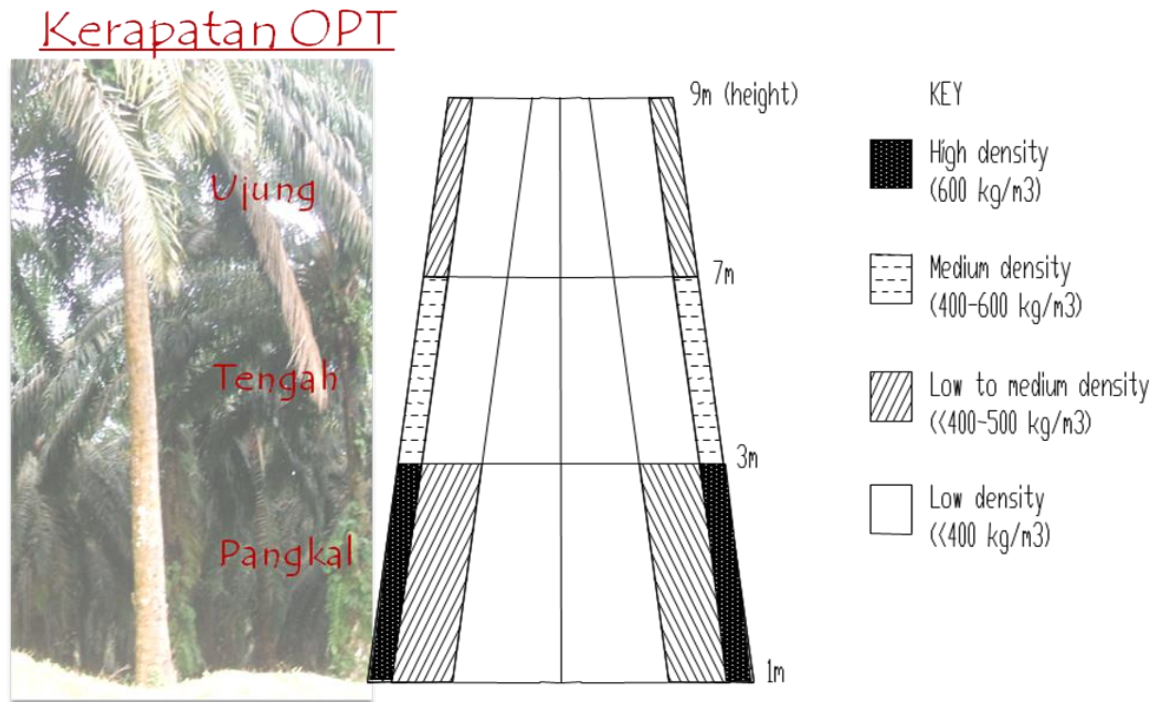 Kerapatan OPT
Ujung
Tengah
Pangkal
9m (height)
7m
3m
1m
KEY
High density
(600 kg/m3)
Medium density
(400-600 kg/m3)
Low to medium density
(<400-500 kg/m3)
Low density
(<400 kg/m3)